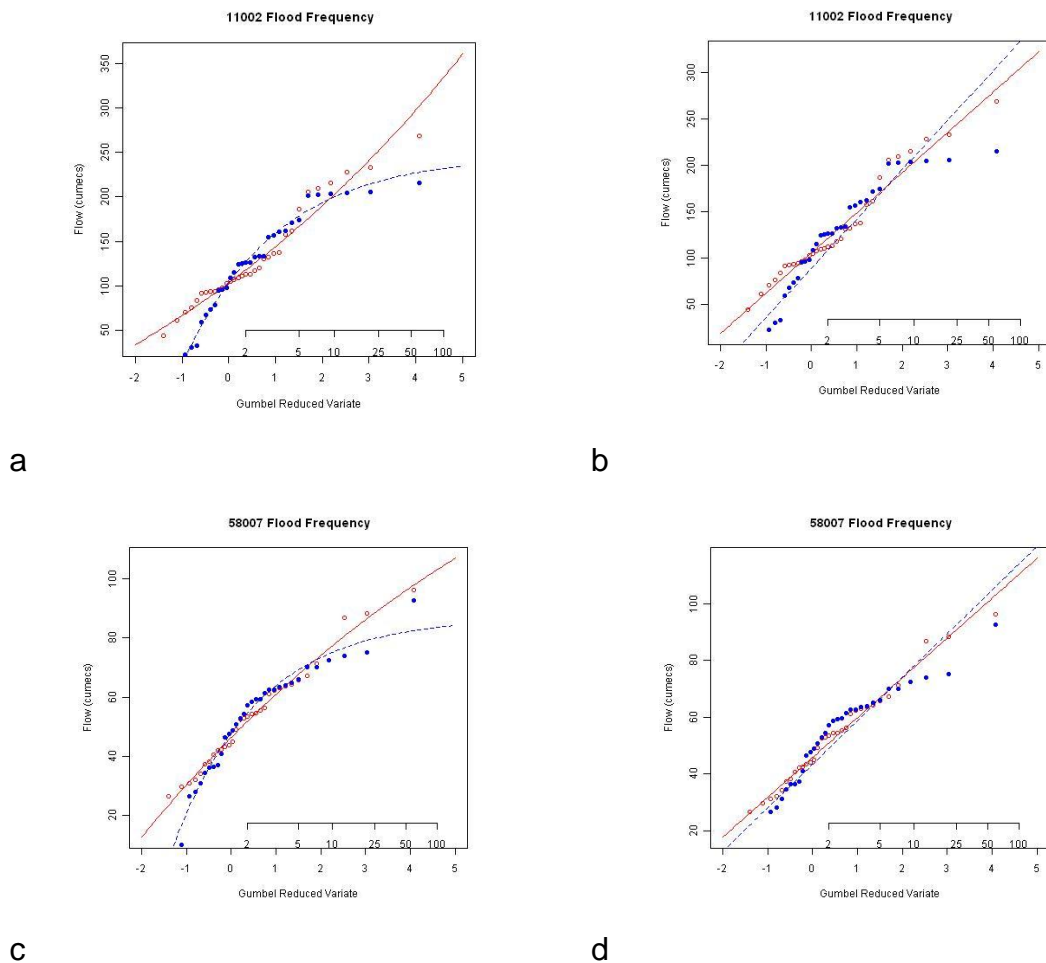 11002 Flood Frequency
Flow (cumecs)
350
300
250
200
150
100
50
2 5 10 25 50 100
-2 -1 0 1 2 3 4 5
Gumbel Reduced Variate
a
11002 Flood Frequency
Flow (cumecs)
300
250
200
150
100
50
2 5 10 25 50 100
-2 -1 0 1 2 3 4 5
Gumbel Reduced Variate
b
58007 Flood Frequency
Flow (cumecs)
100
80
60
40
20
2 5 10 25 50 100
-2 -1 0 1 2 3 4 5
Gumbel Reduced Variate
c
58007 Flood Frequency
Flow (cumecs)
100
80
60
40
20
2 5 10 25 50 100
-2 -1 0 1 2 3 4 5
Gumbel Reduced Variate
d